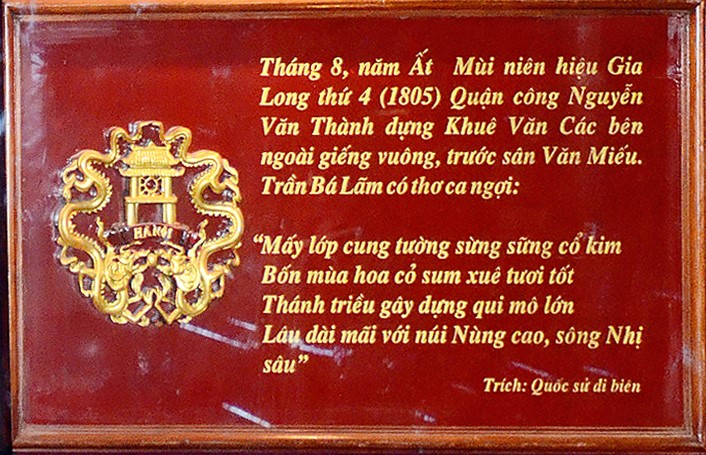 Tháng 8, năm Ất Mùi niên hiệu Gia
Long thứ 4 (1805) Quận công Nguyễn
Văn Thành dựng Khuê Văn Các bên
ngoài giếng vuông, trước sân Văn Miếu.
Trần Bá Lãm có thơ ca ngợi:
“Mấy lớp cung tường sừng sững cổ kim
Bốn mùa hoa cỏ sum xuê tươi tốt
Thánh triều gây dựng qui mô lớn
Lâu dài mãi với núi Nùng cao, sông Nhị
sâu”
Trích: Quốc sử di biên
HANOI